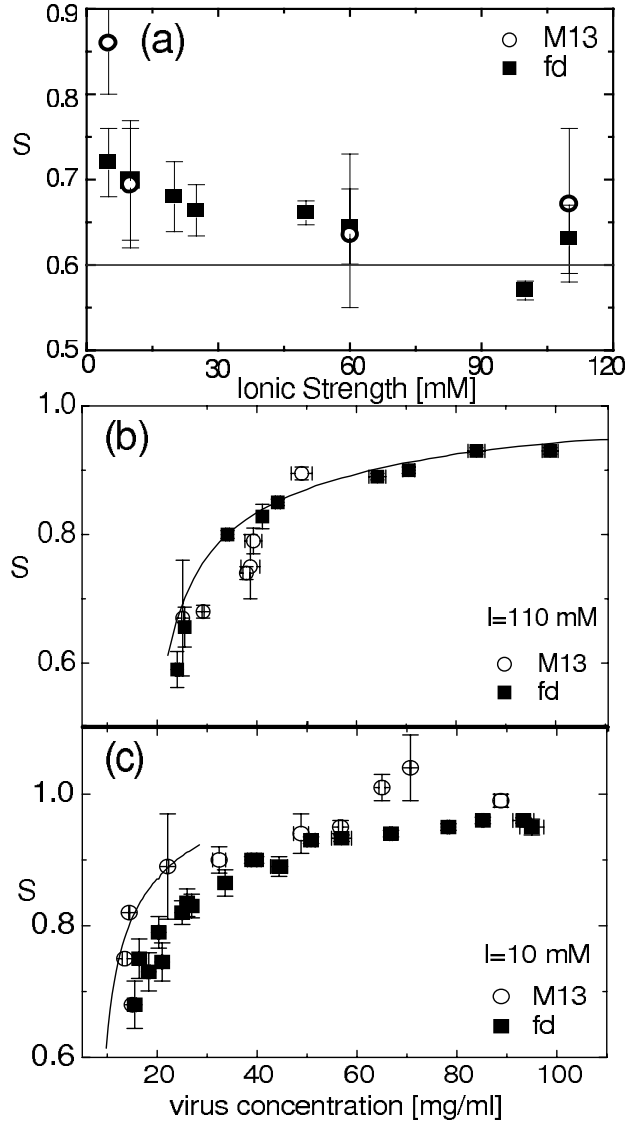 (a)
M13
fd
0.9
0.8
0.7
0.6
0.5
S
0 30 60 90 120
Ionic Strength [mM]
(b)
1.0
0.8
0.6
S
I=110 mM
M13
fd
(c)
1.0
0.8
0.6
S
I=10 mM
M13
fd
20 40 60 80 100
virus concentration [mg/ml]